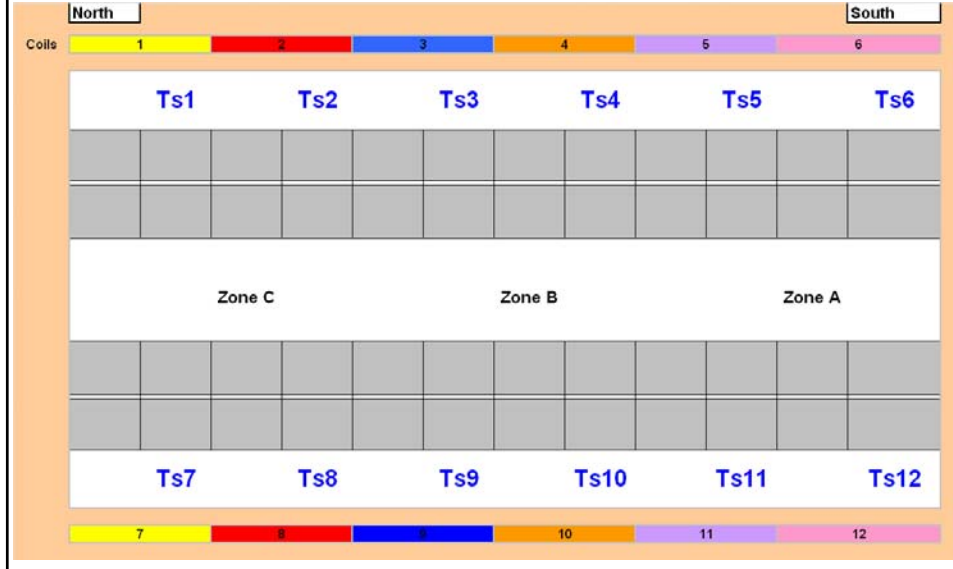 North South
Coils 1 2 3 4 5 6
Ts1 Ts2 Ts3 Ts4 Ts5 Ts6
Zone C Zone B Zone A
Ts7 Ts8 Ts9 Ts10 Ts11 Ts12
7 8 9 10 11 12